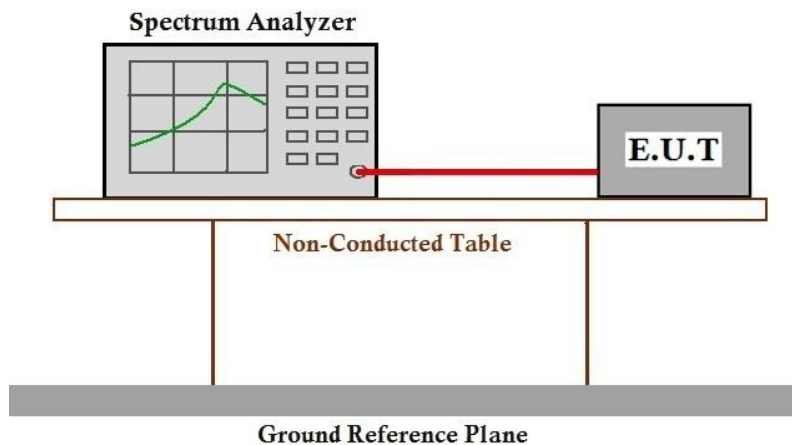 Spectrum Analyzer
E.U.T
Non-Conducted Table
Ground Reference Plane